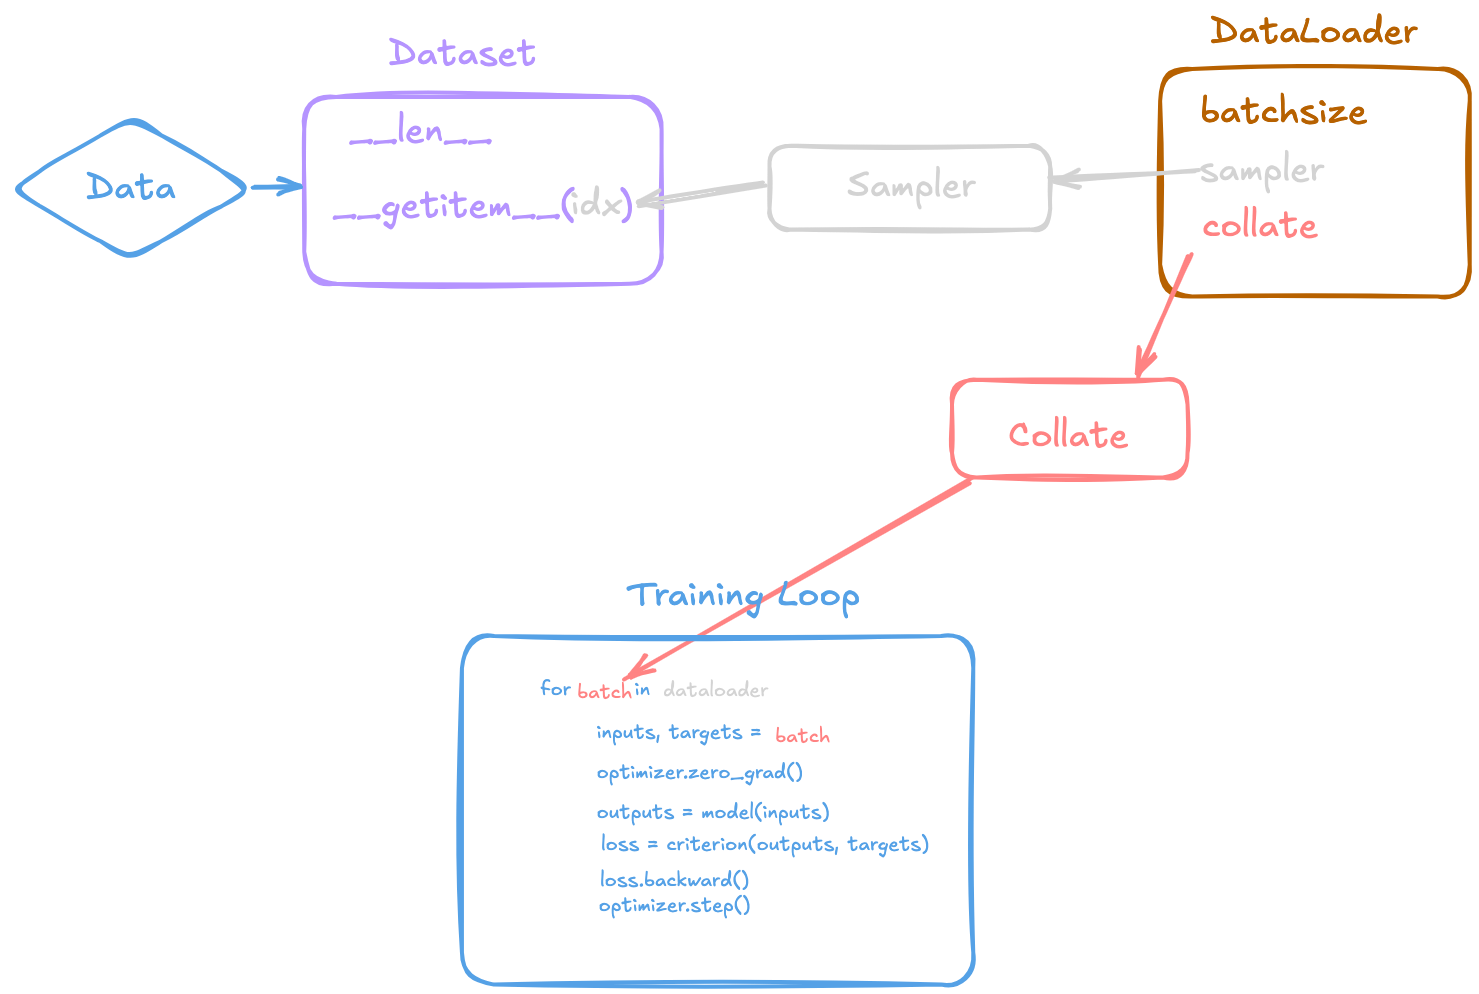 Dataset
DataLoader
Data
__len__
__getitem__(idx)
Sampler
batchsize
sampler
collate
Collate
Training Loop
for batch in dataloader
inputs, targets = batch
optimizer.zero_grad()
outputs = model(inputs)
loss = criterion(outputs, targets)
loss.backward()
optimizer.step()